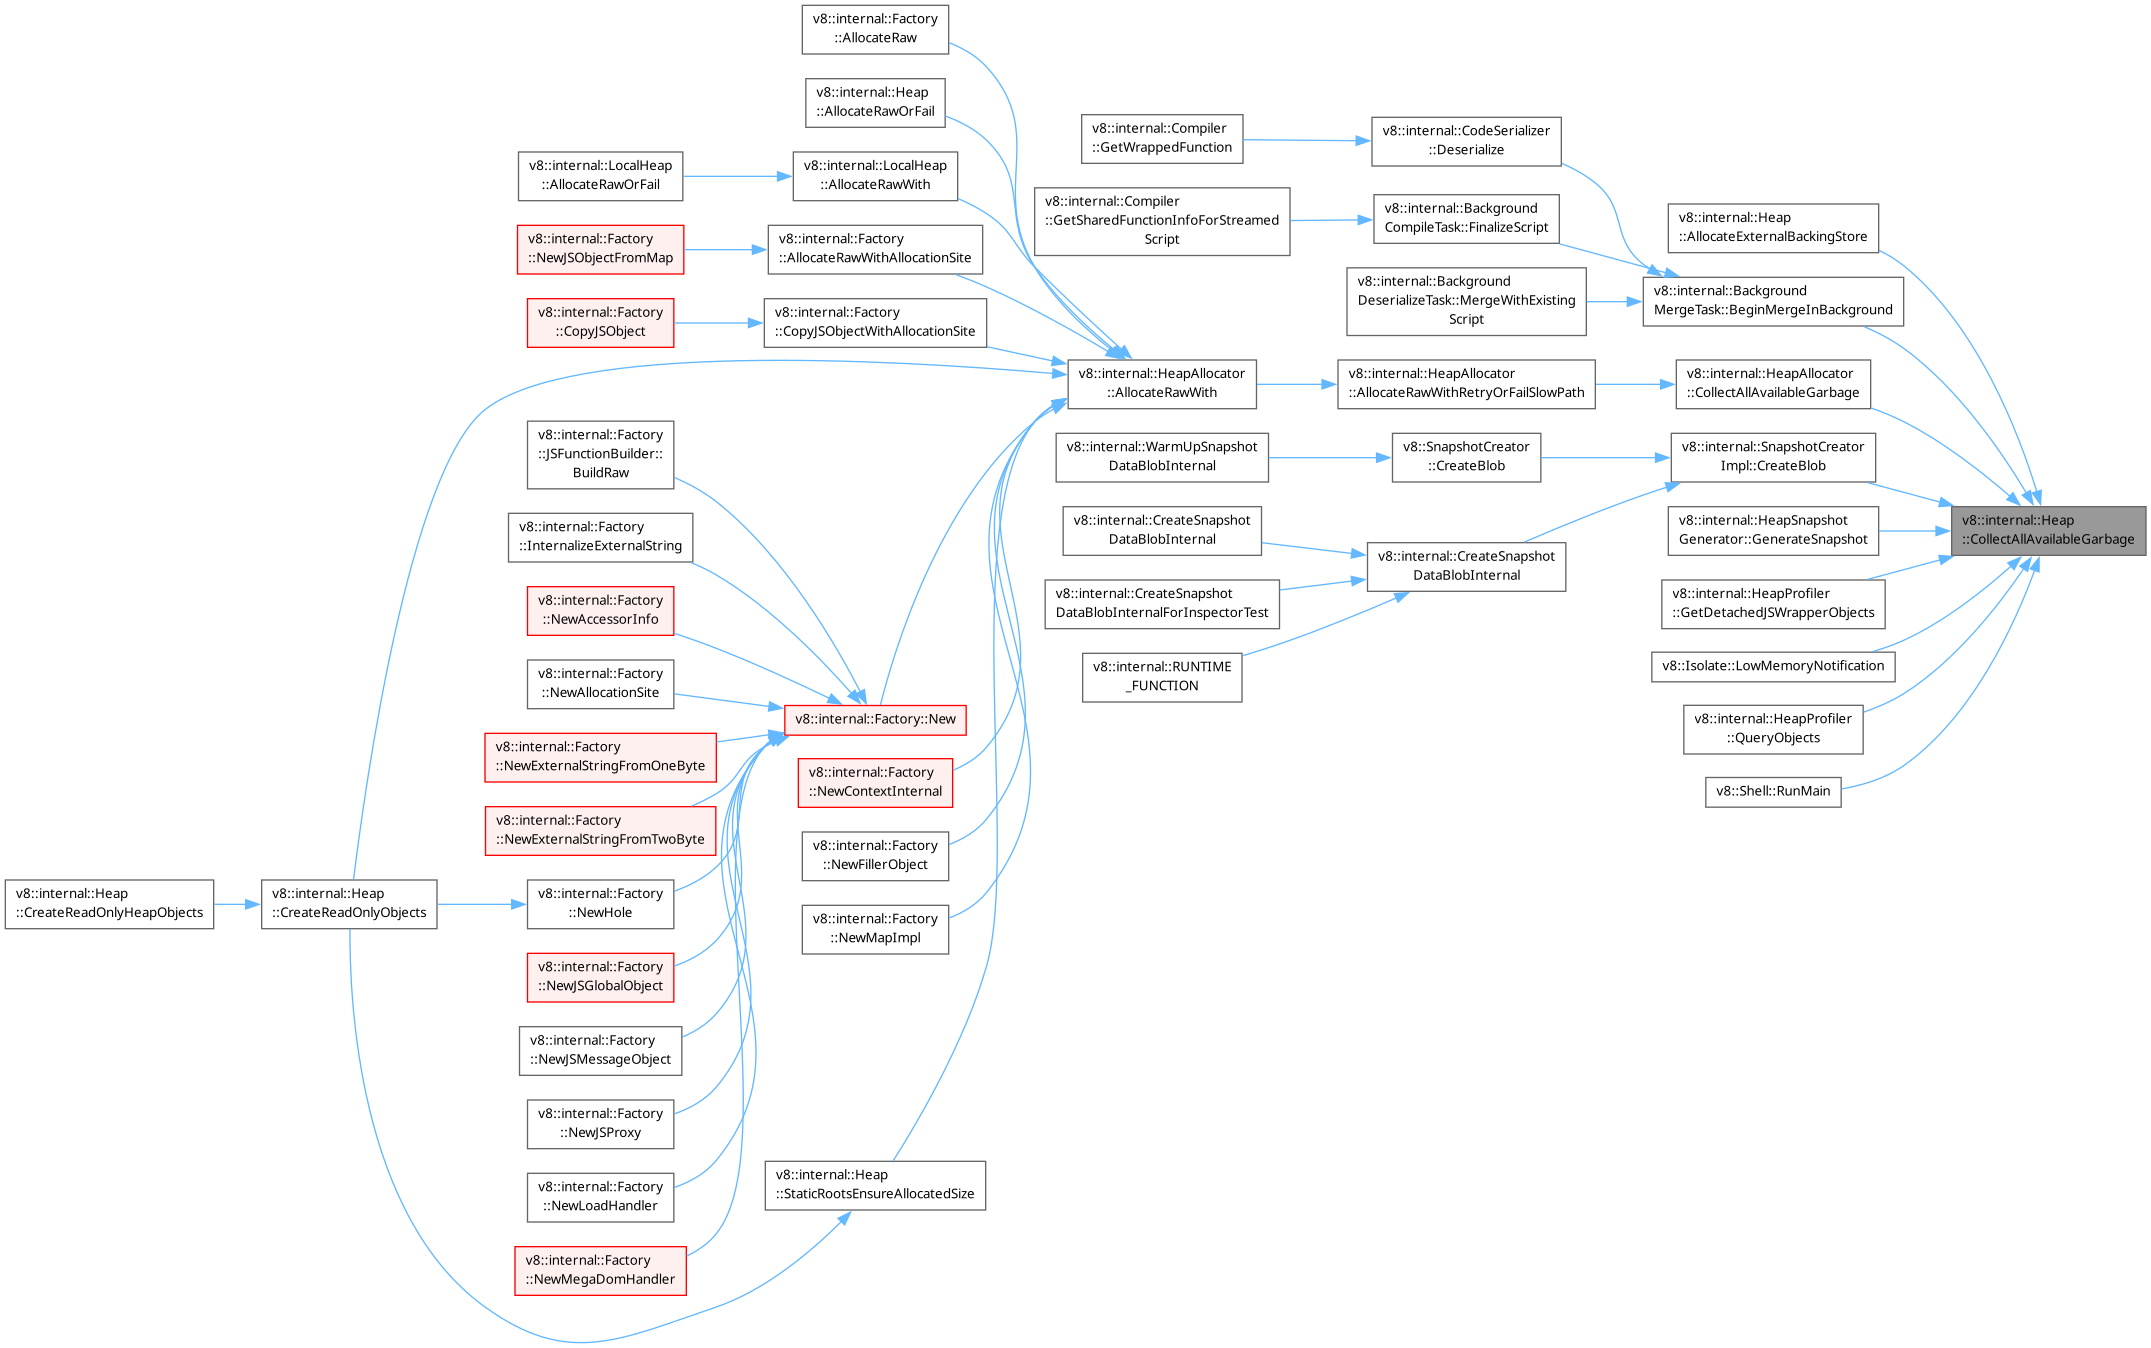 v8::internal::Factory
::AllocateRaw
v8::internal::Heap
::AllocateRawOrFail
v8::internal::LocalHeap
::AllocateRawOrFail
v8::internal::LocalHeap
::AllocateRawWith
v8::internal::Factory
::NewJSObjectFromMap
v8::internal::Factory
::AllocateRawWithAllocationSite
v8::internal::Factory
::CopyJSObject
v8::internal::Factory
::CopyJSObjectWithAllocationSite
v8::internal::Compiler
::GetWrappedFunction
v8::internal::CodeSerializer
::Deserialize
v8::internal::Compiler
::GetSharedFunctionInfoForStreamed
Script
v8::internal::Background
CompileTask::FinalizeScript
v8::internal::Heap
::AllocateExternalBackingStore
v8::internal::Background
DeserializeTask::MergeWithExisting
Script
v8::internal::Background
MergeTask::BeginMergeInBackground
v8::internal::HeapAllocator
::AllocateRawWith
v8::internal::HeapAllocator
::AllocateRawWithRetryOrFailSlowPath
v8::internal::HeapAllocator
::CollectAllAvailableGarbage
v8::internal::WarmUpSnapshot
DataBlobInternal
v8::SnapshotCreator
::CreateBlob
v8::internal::SnapshotCreator
Impl::CreateBlob
v8::internal::CreateSnapshot
DataBlobInternal
v8::internal::HeapSnapshot
Generator::GenerateSnapshot
v8::internal::Heap
::CollectAllAvailableGarbage
v8::internal::CreateSnapshot
DataBlobInternalForInspectorTest
v8::internal::CreateSnapshot
DataBlobInternal
v8::internal::HeapProfiler
::GetDetachedJSWrapperObjects
v8::internal::RUNTIME
_FUNCTION
v8::Isolate::LowMemoryNotification
v8::internal::HeapProfiler
::QueryObjects
v8::Shell::RunMain
v8::internal::Factory
::JSFunctionBuilder::
BuildRaw
v8::internal::Factory
::InternalizeExternalString
v8::internal::Factory
::NewAccessorInfo
v8::internal::Factory
::NewAllocationSite
v8::internal::Factory::New
v8::internal::Factory
::NewExternalStringFromOneByte
v8::internal::Factory
::NewContextInternal
v8::internal::Factory
::NewExternalStringFromTwoByte
v8::internal::Factory
::NewFillerObject
v8::internal::Heap
::CreateReadOnlyHeapObjects
v8::internal::Heap
::CreateReadOnlyObjects
v8::internal::Factory
::NewHole
v8::internal::Factory
::NewMapImpl
v8::internal::Factory
::NewJSGlobalObject
v8::internal::Factory
::NewJSMessageObject
v8::internal::Factory
::NewJSProxy
v8::internal::Factory
::NewLoadHandler
v8::internal::Heap
::StaticRootsEnsureAllocatedSize
v8::internal::Factory
::NewMegaDomHandler